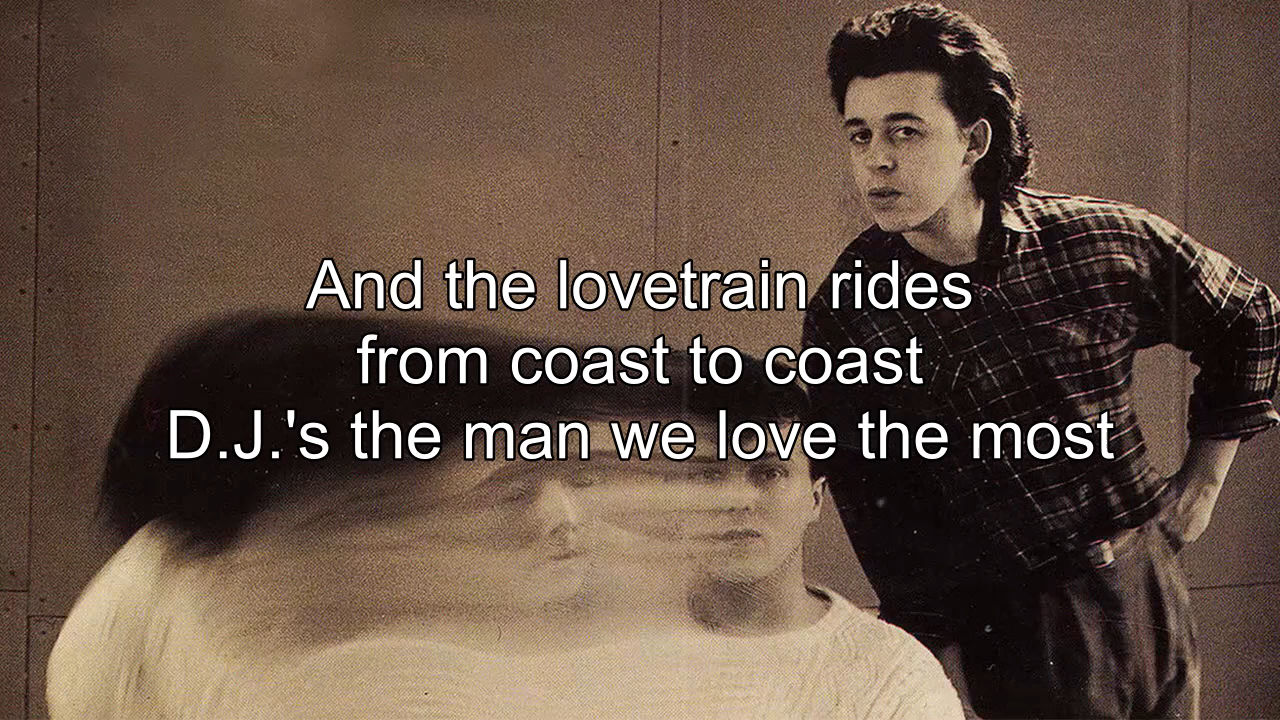 And the lovetrain rides
from coast to coast
D.J.'s the man we love the most